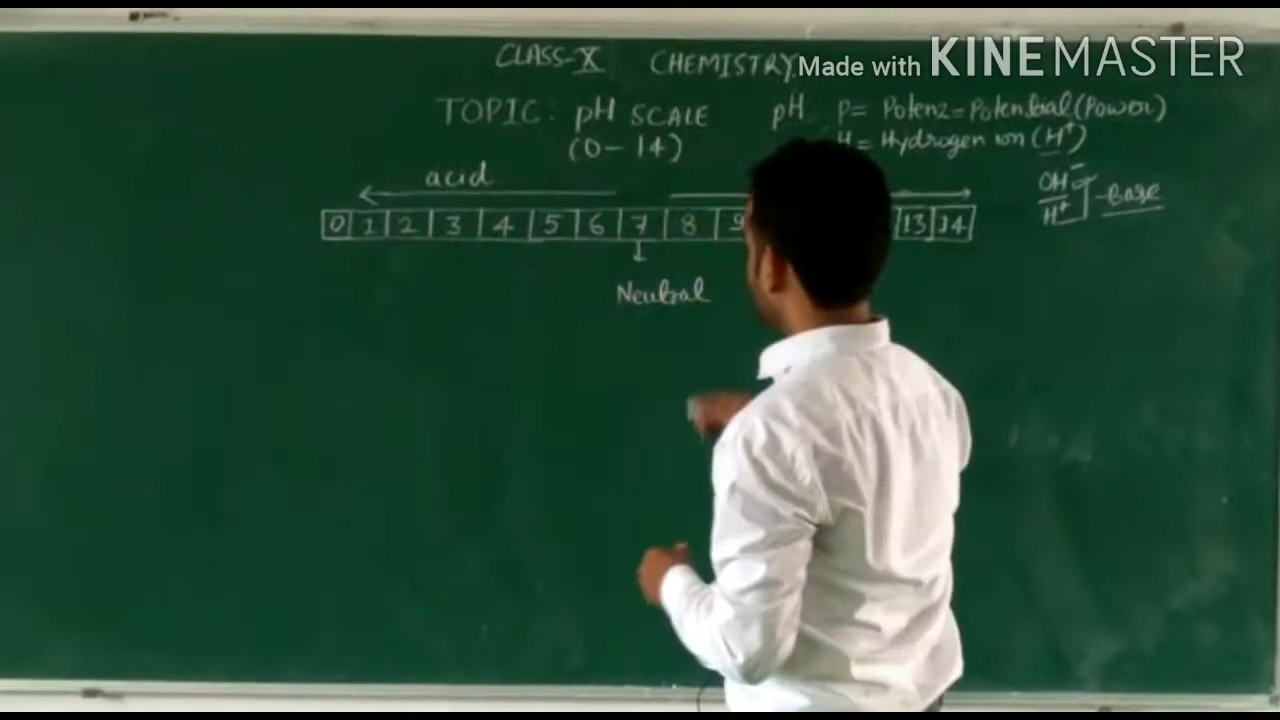 CLASS-X CHEMISTRY
Made with KINEMASTER
TOPIC: pH SCALE
(0-14)
pH P= Potenz=Potential(Power)
H= Hydrogen ion (H+)
acid
0 1 2 3 4 5 6 7 8 9 13 14
Neutral
OH-
H+
-Base